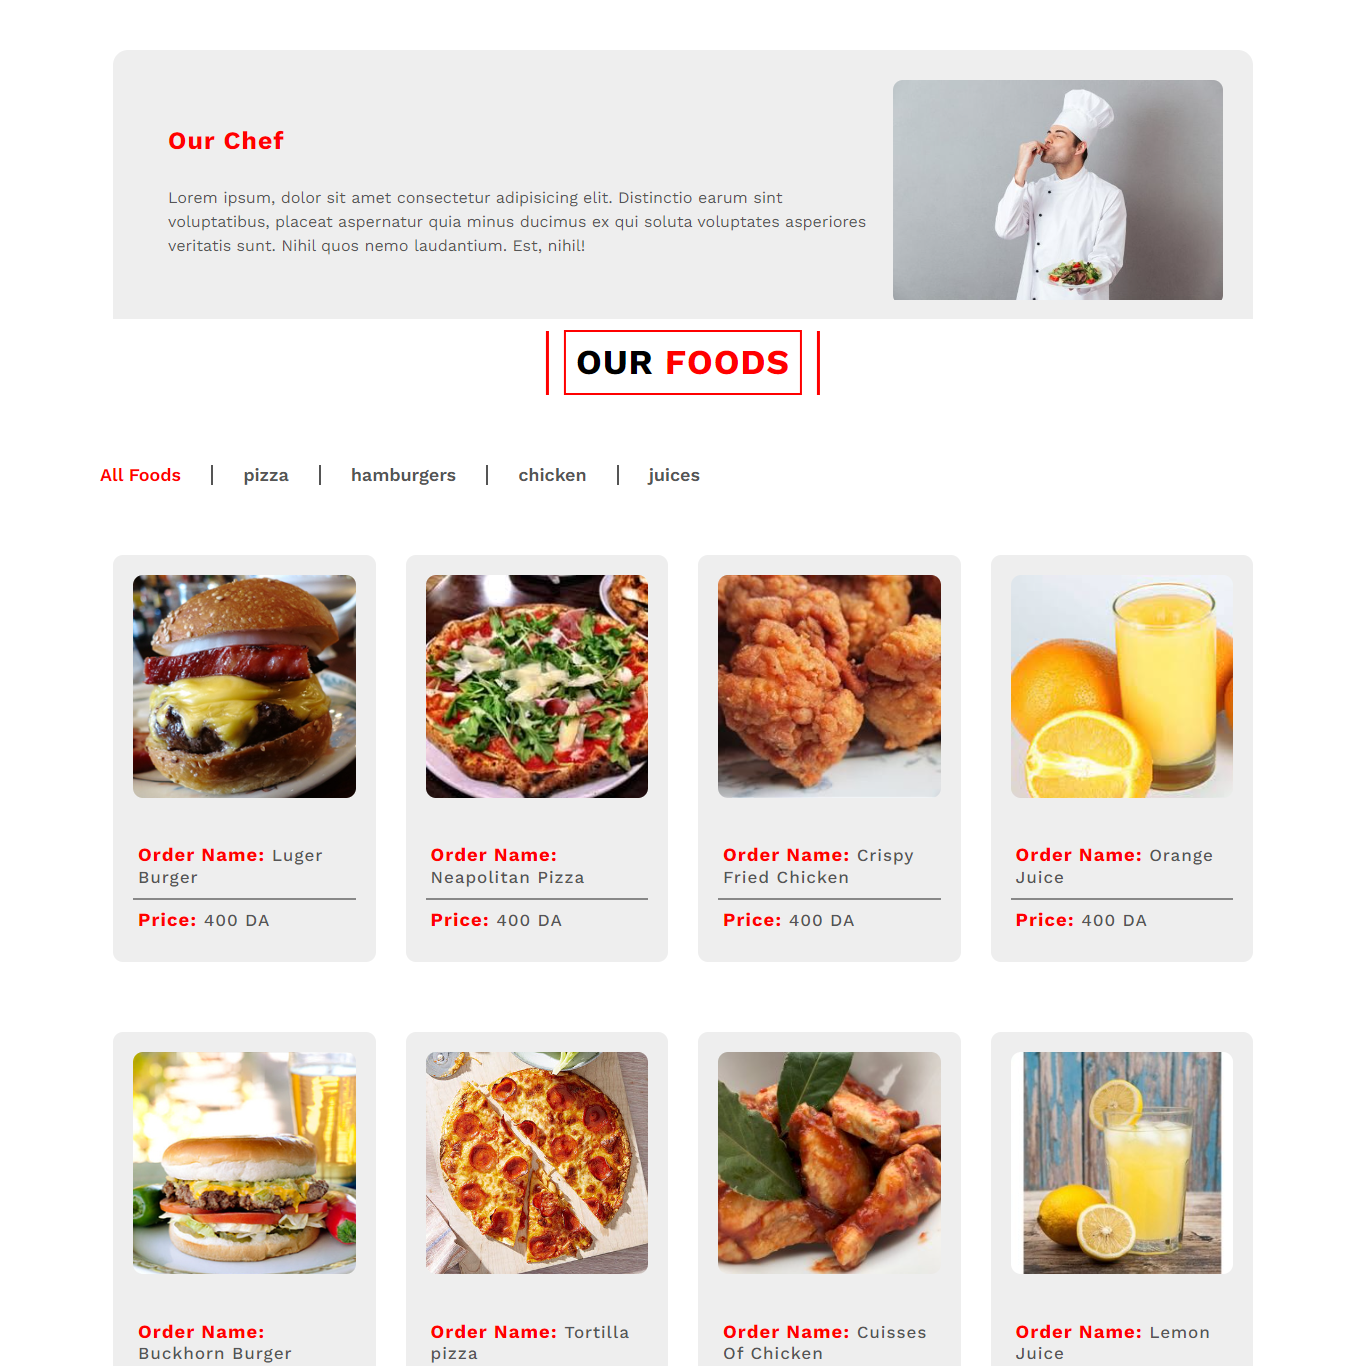 Our Chef
Lorem ipsum, dolor sit amet consectetur adipisicing elit. Distinctio earum sint
voluptatibus, placeat aspernatur quia minus ducimus ex qui soluta voluptates asperiores
veritatis sunt. Nihil quos nemo laudantium. Est, nihil!
OUR FOODS
All Foods
pizza
hamburgers
chicken
juices
Order Name: Luger
Burger
Price: 400 DA
Order Name:
Neapolitan Pizza
Price: 400 DA
Order Name: Crispy
Fried Chicken
Price: 400 DA
Order Name: Orange
Juice
Price: 400 DA
Order Name:
Buckhorn Burger
Order Name: Tortilla
pizza
Order Name: Cuisses
Of Chicken
Order Name: Lemon
Juice